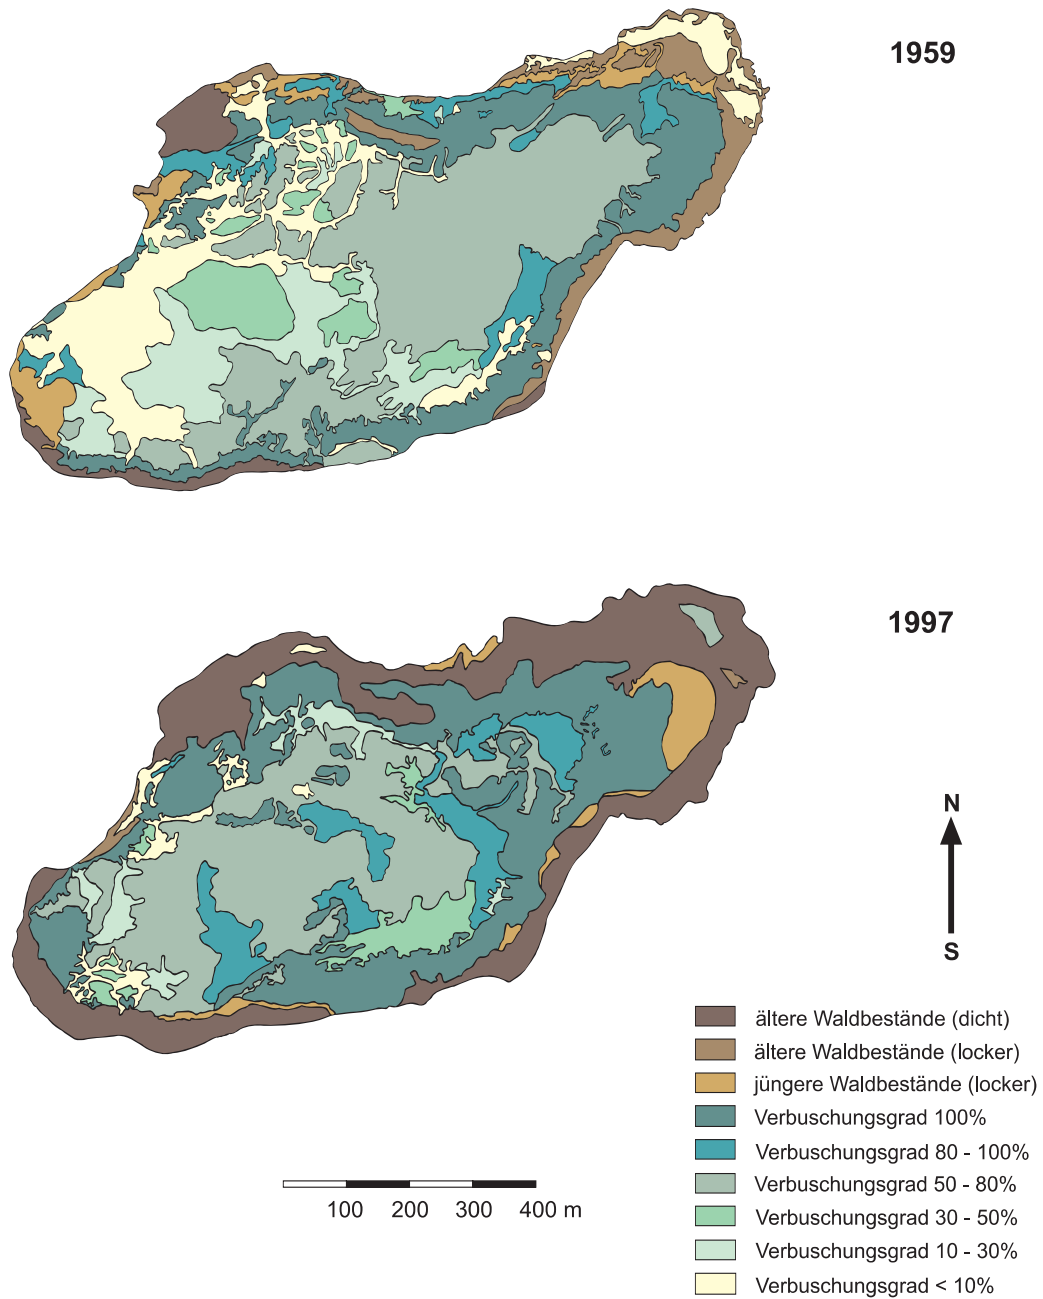 1959
1997
N
S
ältere Waldbestände (dicht)
ältere Waldbestände (locker)
jüngere Waldbestände (locker)
Verbuschungsgrad 100%
Verbuschungsgrad 80 - 100%
Verbuschungsgrad 50 - 80%
Verbuschungsgrad 30 - 50%
Verbuschungsgrad 10 - 30%
Verbuschungsgrad < 10%
100 200 300 400 m